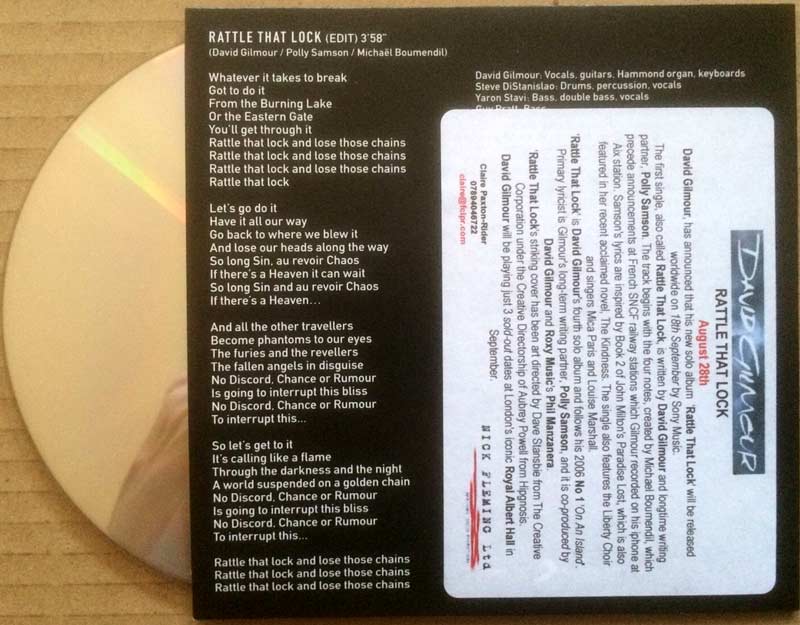 RATTLE THAT LOCK (EDIT) 3'58"
(David Gilmour / Polly Samson / Michaël Boumendil)
Whatever it takes to break
Got to do it
From the Burning Lake
Or the Eastern Gate
You'll get through it
Rattle that lock and lose those chains
Rattle that lock and lose those chains
Rattle that lock and lose those chains
Rattle that lock
Let's go do it
Have it all our way
Go back to where we blew it
And lose our heads along the way
So long Sin, au revoir Chaos
If there's a Heaven it can wait
So long Sin and au revoir Chaos
If there's a Heaven...
And all the other travellers
Become phantoms to our eyes
The furies and the revellers
The fallen angels in disguise
No Discord, Chance or Rumour
Is going to interrupt this bliss
No Discord, Chance or Rumour
To interrupt this...
So let's get to it
It's calling like a flame
Through the darkness and the night
A world suspended on a golden chain
No Discord, Chance or Rumour
Is going to interrupt this bliss
No Discord, Chance or Rumour
To interrupt this...
Rattle that lock and lose those chains
Rattle that lock and lose those chains
Rattle that lock and lose those chains
David Gilmour: Vocals, guitars, Hammond organ, keyboards
Steve DiStanislao: Drums, percussion, vocals
Yaron Stavi: Bass, double bass, vocals
Guy Pratt: Bass
DAVID GILMOUR
RATTLE THAT LOCK
August 28th
David Gilmour, has announced that his new solo album 'Rattle That Lock' will be released
worldwide on 18th September by Sony Music.
The first single, also called Rattle That Lock, is written by David Gilmour and longtime writing
partner, Polly Samson. The track begins with the four notes, created by Michael Boumendil, which
precede announcements at French SNCF railway stations which Gilmour recorded on his iphone at
Aix station. Samson's lyrics are inspired by Book 2 of John Milton's Paradise Lost, which is also
featured in her recent acclaimed novel, The Kindness. The single also features the Liberty Choir
and singers Mica Paris and Louise Marshall.
'Rattle That Lock' is David Gilmour's fourth solo album and follows his 2006 No 1 'On An Island'.
Primary lyricist is Gilmour's long-term writing partner, Polly Samson, and it is co-produced by
David Gilmour and Roxy Music's Phil Manzanera.
'Rattle That Lock's striking cover has been art directed by Dave Stansbie from The Creative
Corporation under the Creative Directorship of Aubrey Powell from Hipgnosis.
David Gilmour will be playing just 3 sold-out dates at London's iconic Royal Albert Hall in
September.
Claire Paxton-Rider
07894046722
claire@fclpr.com
NICK FLEMING Ltd